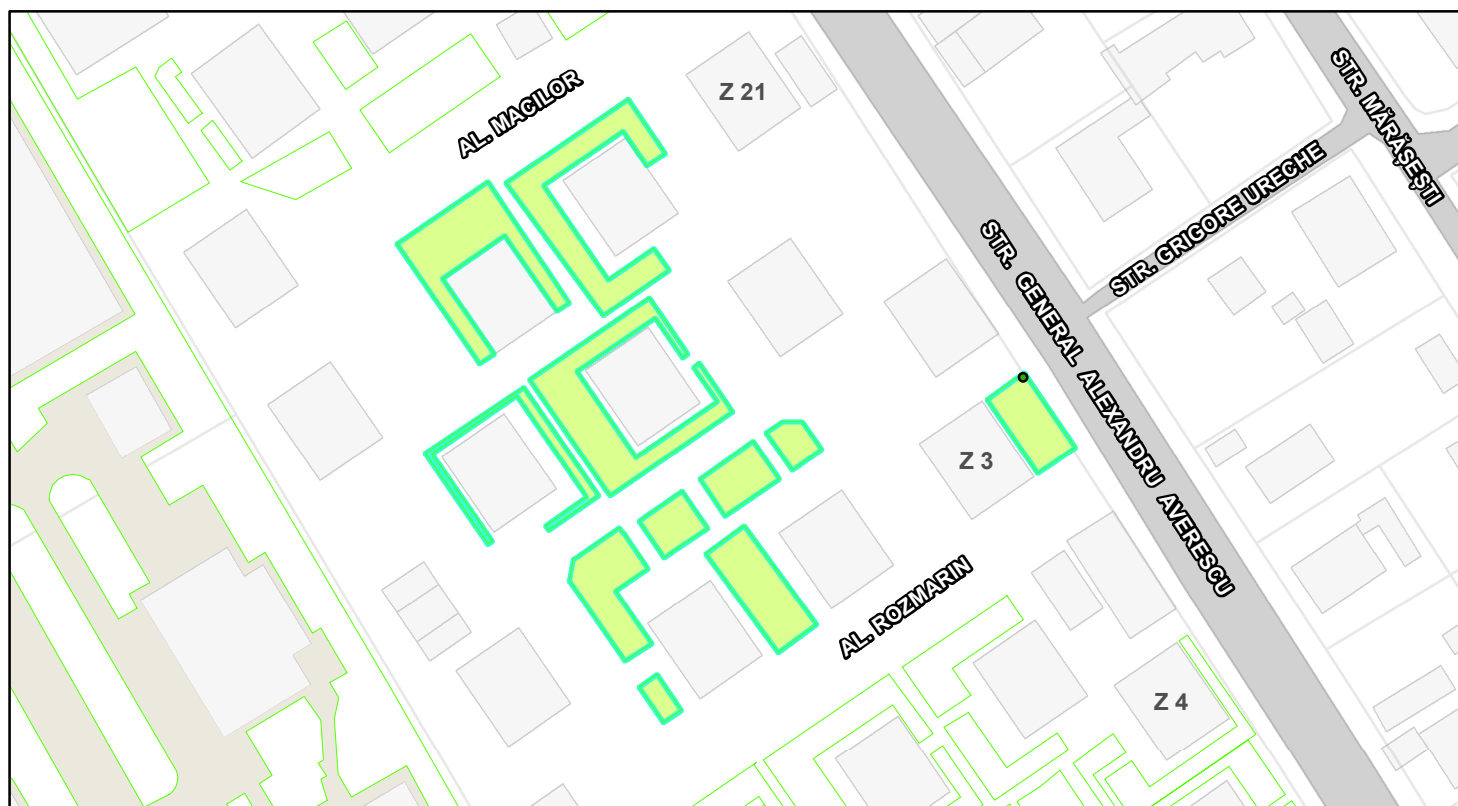 Z 21
AL. MACILOR
STR. MĂRĂȘEȘTI
STR. GRIGORE URECHE
STR. GENERAL ALEXANDRU AVERESCU
Z 3
AL. ROZMARIN
Z 4